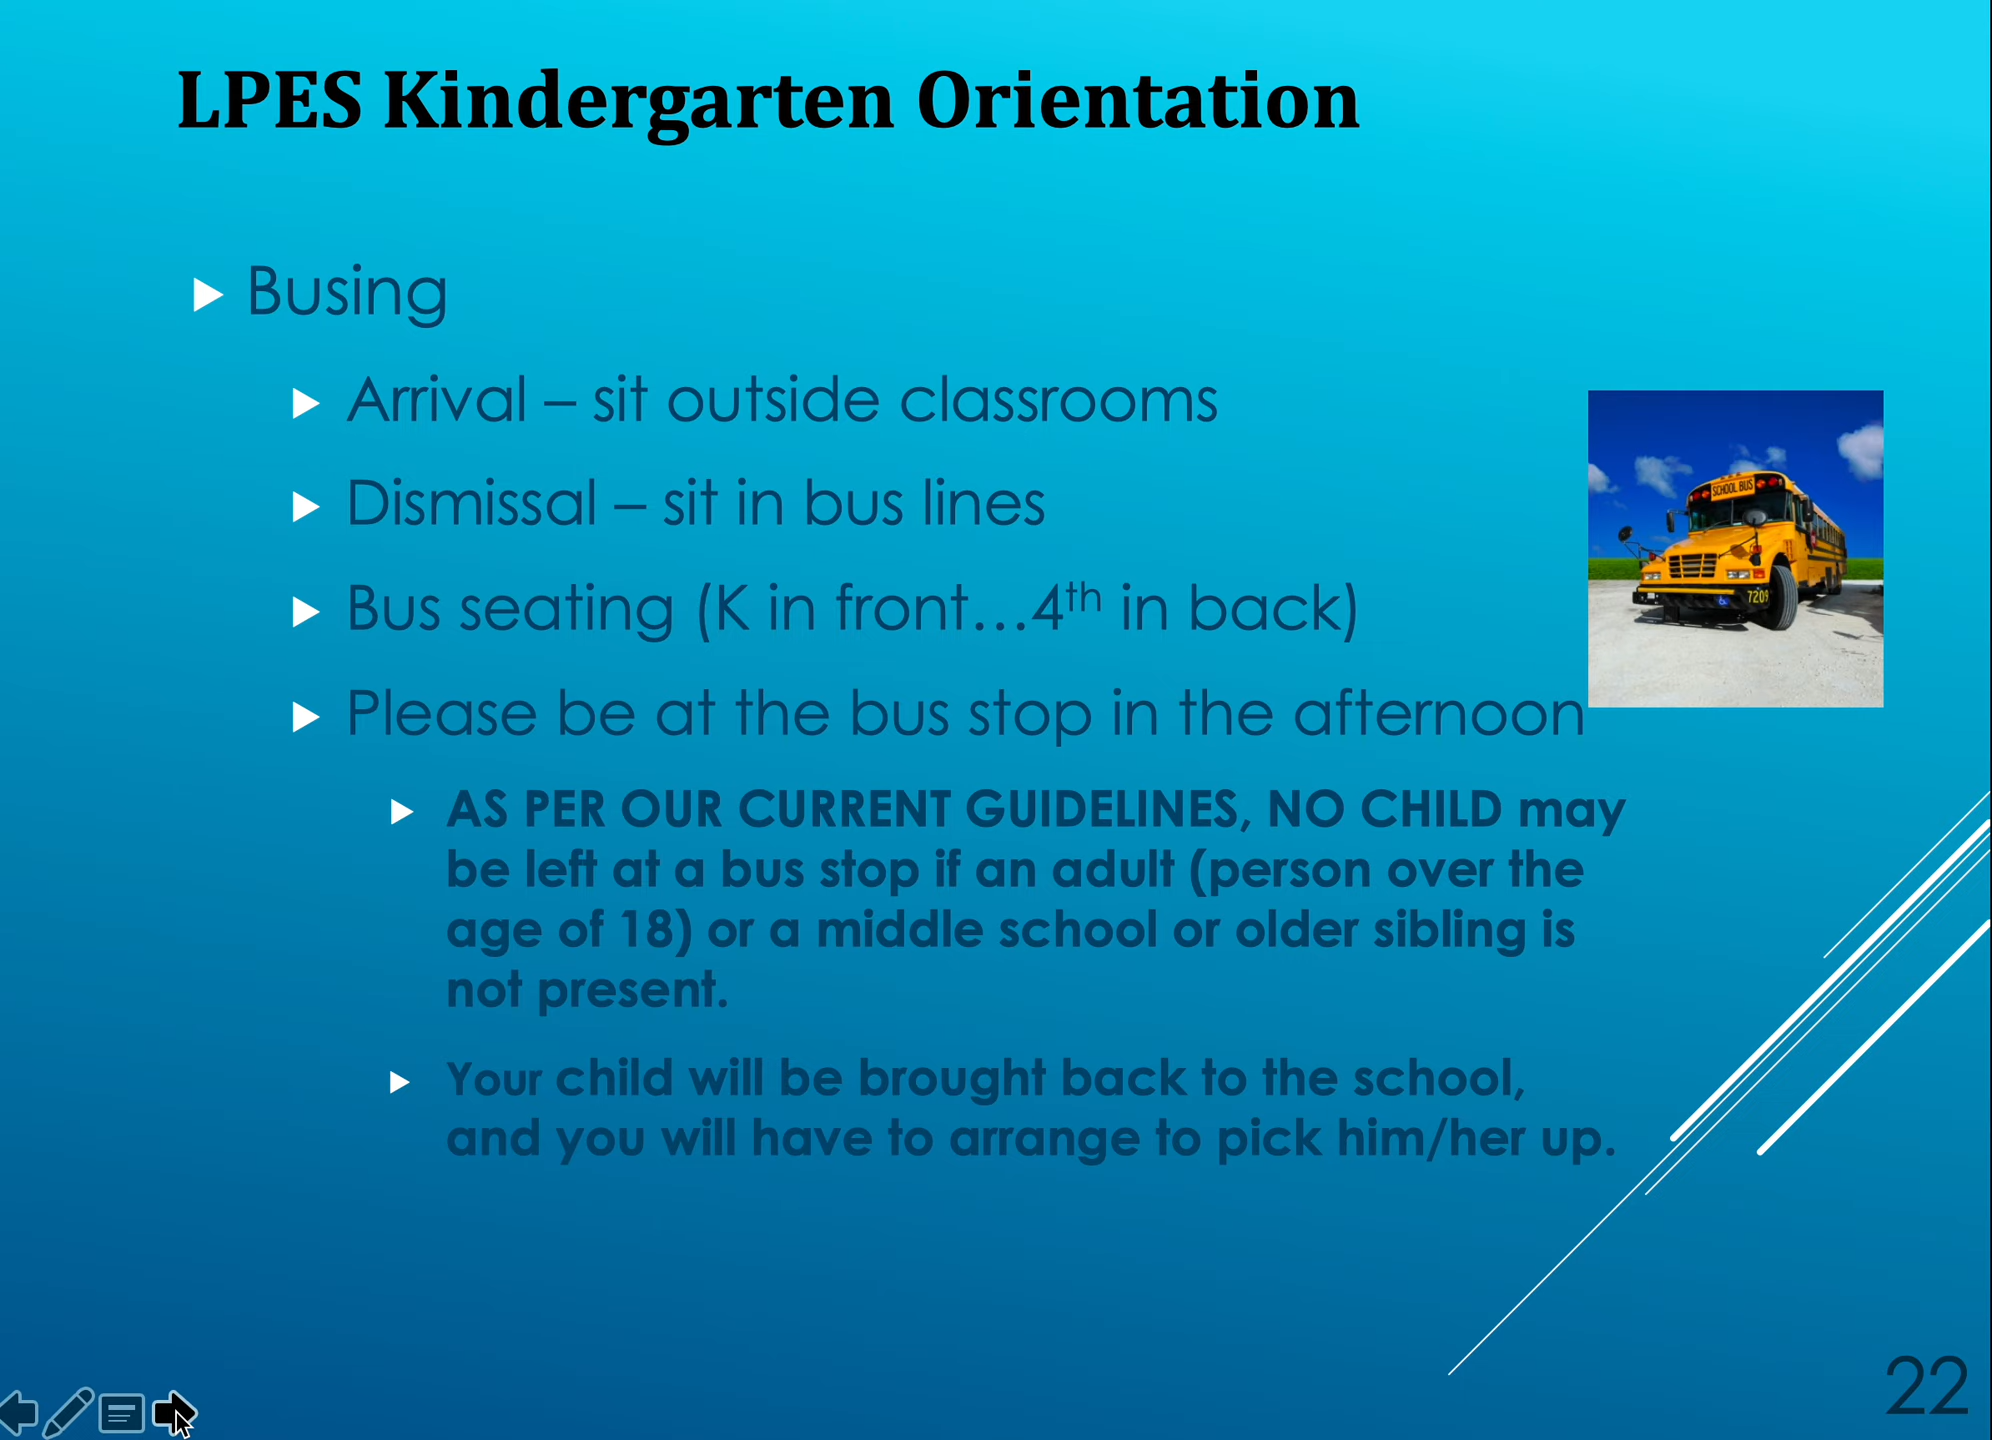 LPES Kindergarten Orientation
Busing
Arrival – sit outside classrooms
Dismissal – sit in bus lines
Bus seating (K in front…4th in back)
Please be at the bus stop in the afternoon
AS PER OUR CURRENT GUIDELINES, NO CHILD may
be left at a bus stop if an adult (person over the
age of 18) or a middle school or older sibling is
not present.
Your child will be brought back to the school,
and you will have to arrange to pick him/her up.
SCHOOL BUS
7209
22